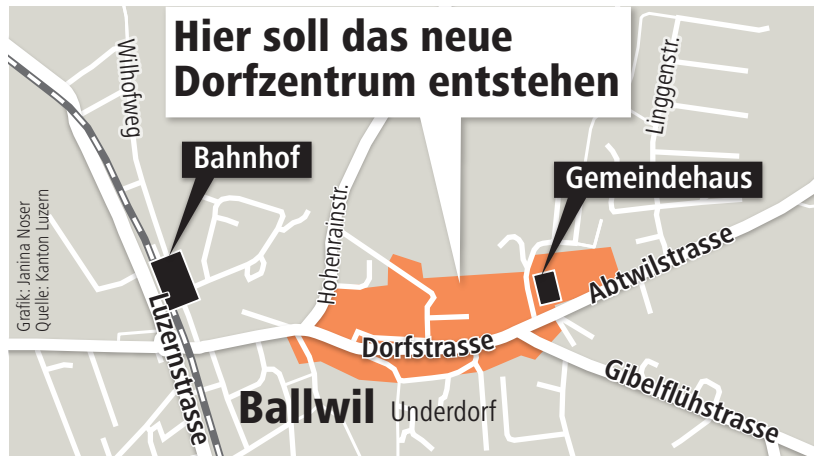 Hier soll das neue
Dorfzentrum entstehen
Wilhofweg
Linggenstr.
Bahnhof
Gemeindehaus
Hohenrainstr.
Abtwilstrasse
Luzernstrasse
Dorfstrasse
Gibelflühstrasse
Ballwil Underdorf
Grafik: Janina Noser
Quelle: Kanton Luzern